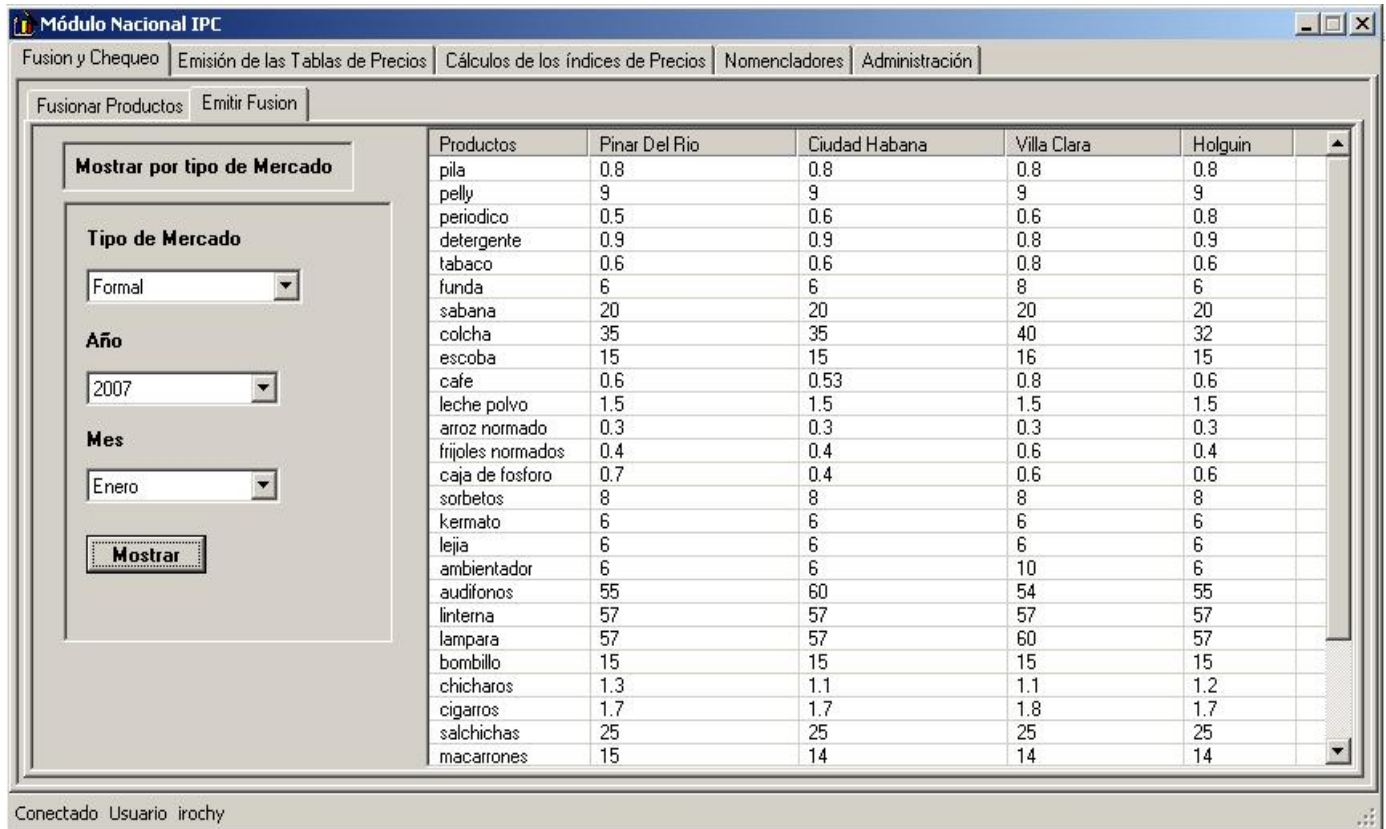 Módulo Nacional IPC
Fusion y Chequeo Emisión de las Tablas de Precios Cálculos de los índices de Precios Nomencladores Administración
Fusionar Productos Emitir Fusion
Mostrar por tipo de Mercado
Tipo de Mercado
Formal
Año
2007
Mes
Enero
Mostrar
Productos Pinar Del Rio Ciudad Habana Villa Clara Holguin
pila 0.8 0.8 0.8 0.8
pelly 9 9 9 9
periodico 0.5 0.6 0.6 0.8
detergente 0.9 0.9 0.8 0.9
tabaco 0.6 0.6 0.8 0.6
funda 6 6 8 6
sabana 20 20 20 20
colcha 35 35 40 32
escoba 15 15 16 15
cafe 0.6 0.53 0.8 0.6
leche polvo 1.5 1.5 1.5 1.5
arroz normado 0.3 0.3 0.3 0.3
frijoles normados 0.4 0.4 0.6 0.4
caja de fosforo 0.7 0.4 0.6 0.6
sorbetos 8 8 8 8
kermato 6 6 6 6
lejia 6 6 6 6
ambientador 6 6 10 6
audifonos 55 60 54 55
linterna 57 57 57 57
lampara 57 57 60 57
bombillo 15 15 15 15
chicharos 1.3 1.1 1.1 1.2
cigarros 1.7 1.7 1.8 1.7
salchichas 25 25 25 25
macarrones 15 14 14 14
Conectado Usuario irochy